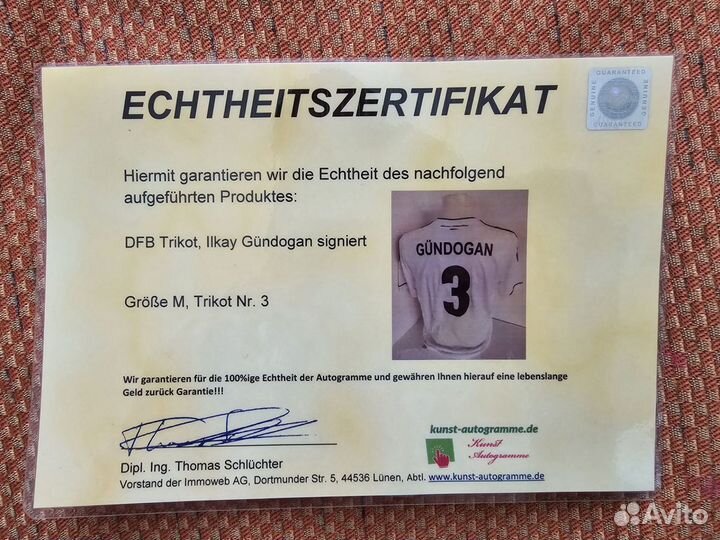 ECHTHEITSZERTIFIKAT
GUARANTEED
GENUINE
GENUINE
GUARANTEED
Hiermit garantieren wir die Echtheit des nachfolgend
aufgeführten Produktes:
DFB Trikot, Ilkay Gündogan signiert
Größe M, Trikot Nr. 3
GÜNDOGAN
3
Wir garantieren für die 100%ige Echtheit der Autogramme und gewähren Ihnen hierauf eine lebenslange
Geld zurück Garantie!!!
kunst-autogramme.de
Kunst
Autogramme
Dipl. Ing. Thomas Schlüchter
Vorstand der Immoweb AG, Dortmunder Str. 5, 44536 Lünen, Abtl. www.kunst-autogramme.de
Avito